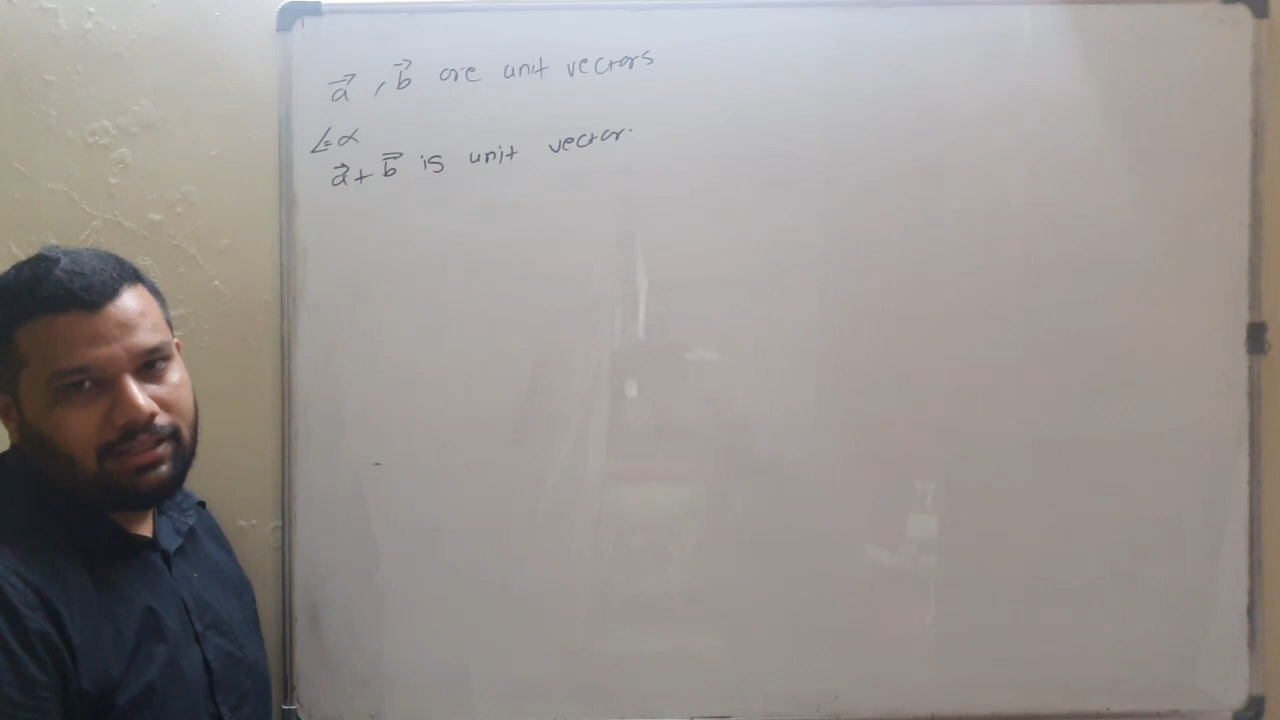 a⃗ , b⃗ are unit vectors
∠=α
a⃗ + b⃗ is unit vector.